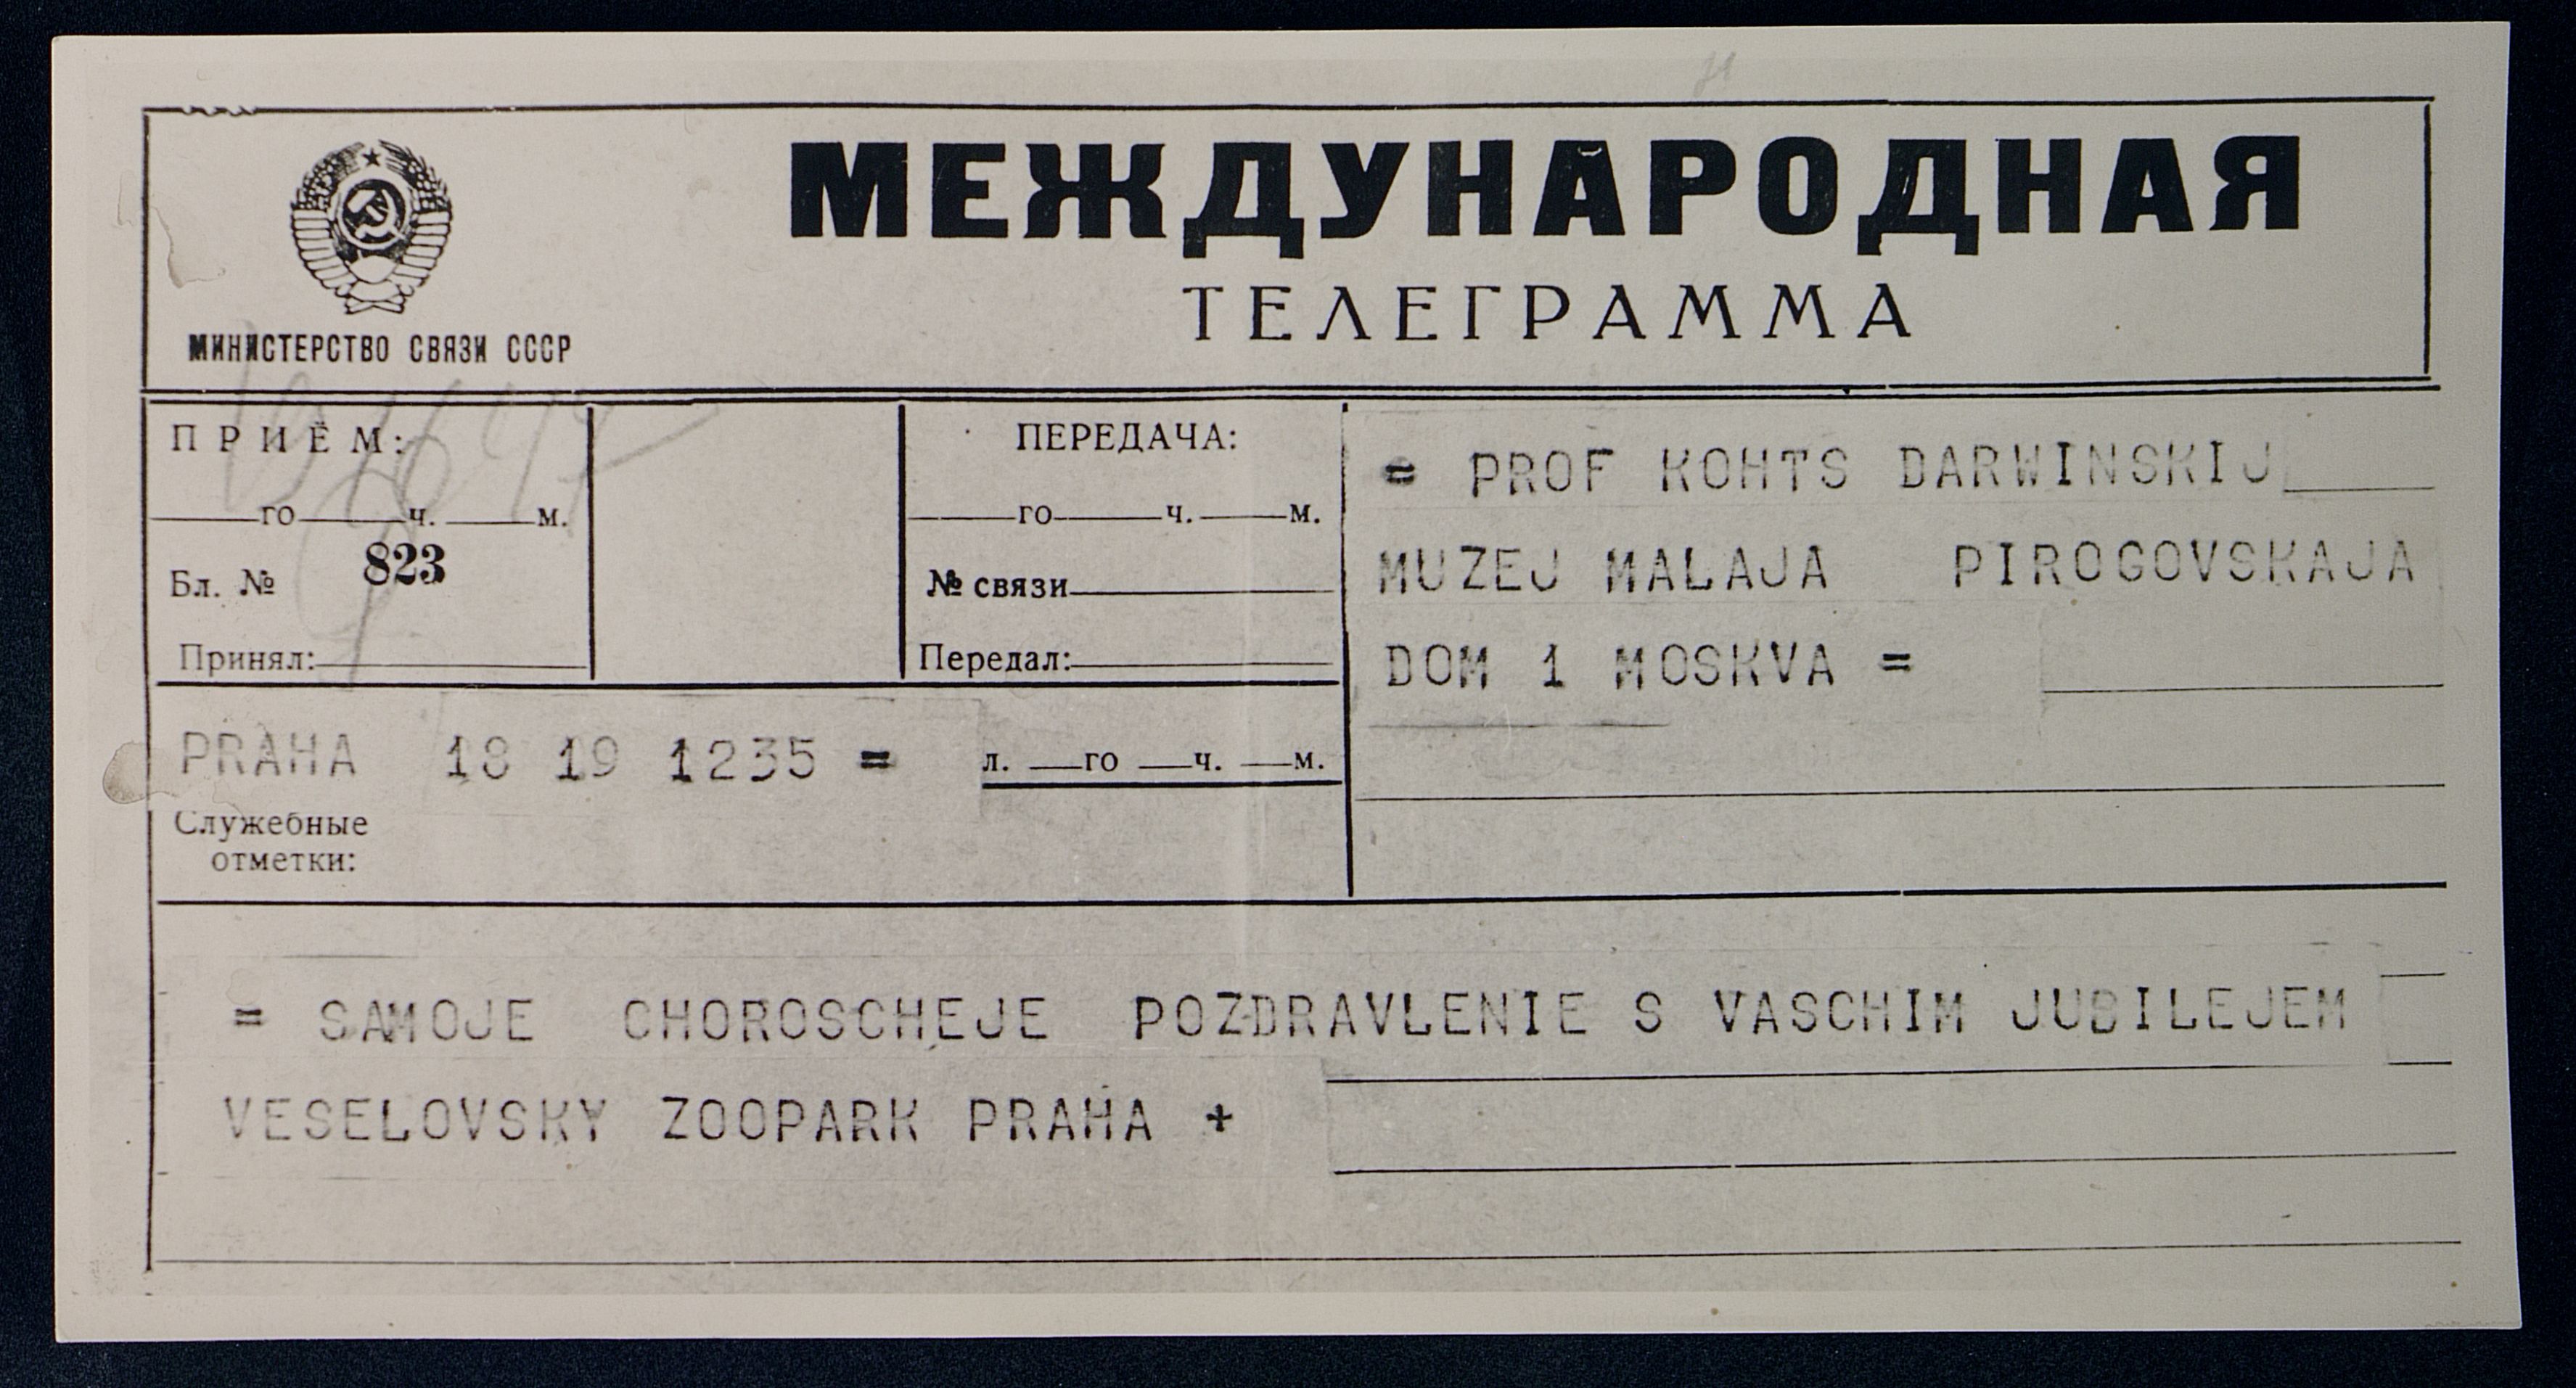 МЕЖДУНАРОДНАЯ
ТЕЛЕГРАММА
МИНИСТЕРСТВО СВЯЗИ СССР
ПРИЁМ:
го ч. м.
Бл. № 823
Принял:
ПЕРЕДАЧА:
го ч. м.
№ связи
Передал:
= PROF KOHTS DARWINSKIJ
MUZEJ MALAJA PIROGOVSKAJA
DOM 1 MOSKVA =
PRAHA 18 19 1235 = л. го ч. м.
Служебные
отметки:
= SAMOJE CHOROSCHEJE POZDRAVLENIE S VASCHIM JUBILEJEM
VESELOVSKY ZOOPARK PRAHA +